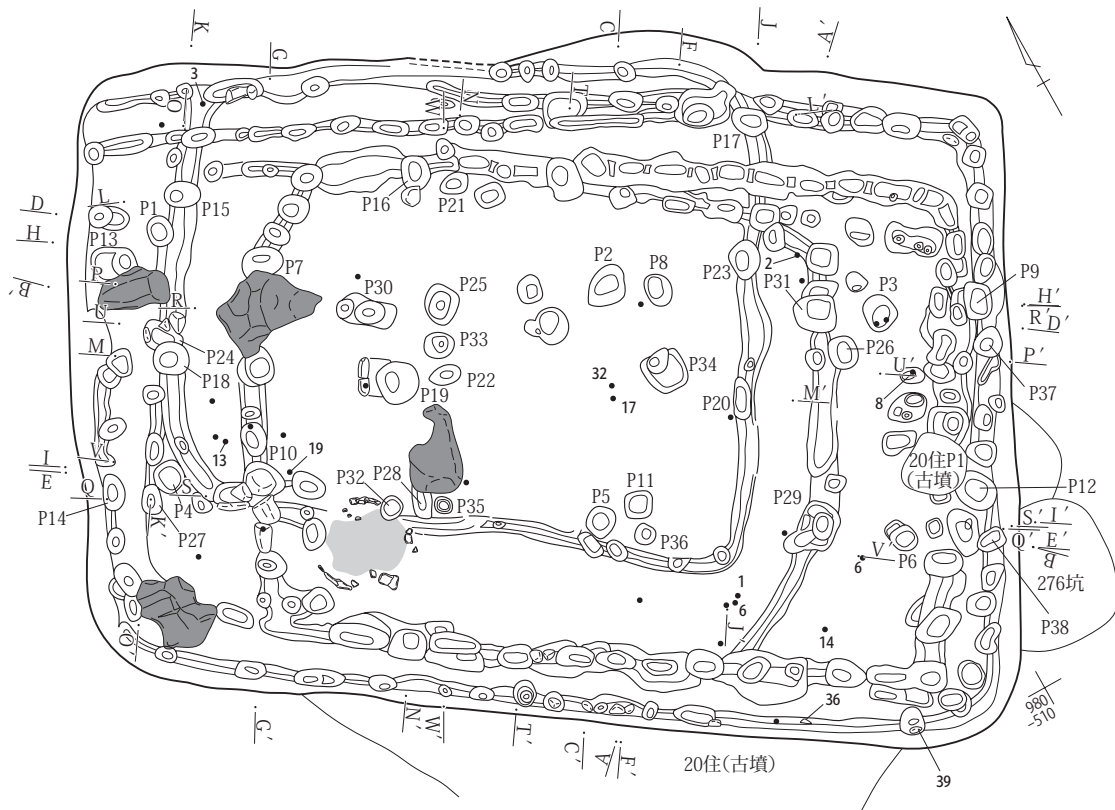 K
G
C
F
J
A′
3
Q
W
N
T
L′
P17
D
L
P1
P15
P16
P21
H
P13
B′
P
P7
P30
P25
P2
P8
P23
2
P31
P3
P9
H′
R′
D′
U
R
P24
P33
P26
P37
P′
M
P18
P22
P34
U′
P19
32
17
P20
M′
8
I
E
V
13
P10
19
20住P1
(古墳)
P12
O
P4
S
P32
P28
P35
P5
P11
P29
S′
I′
P14
K′
P27
P36
V′
P6
6
Q′
E′
B
276坑
1
6
P38
J′
14
36
980
-510
G′
N′
W′
T′
C′
A
F′
20住(古墳)
39